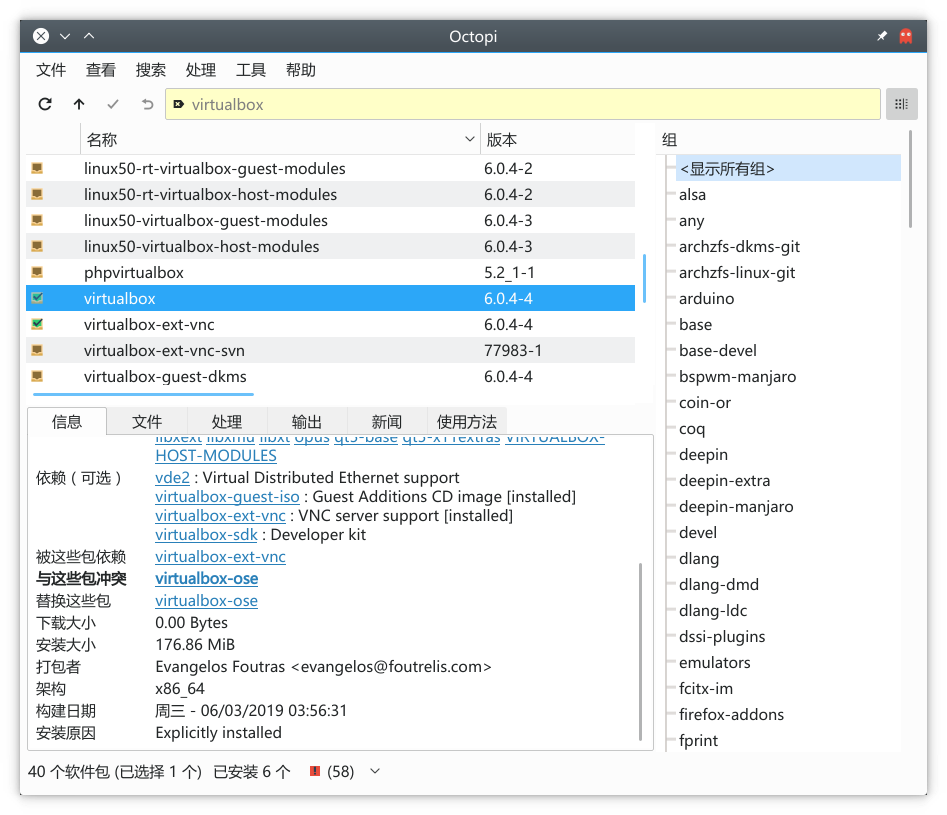 Octopi
文件 查看 搜索 处理 工具 帮助
virtualbox
名称 版本
linux50-rt-virtualbox-guest-modules 6.0.4-2
linux50-rt-virtualbox-host-modules 6.0.4-2
linux50-virtualbox-guest-modules 6.0.4-3
linux50-virtualbox-host-modules 6.0.4-3
phpvirtualbox 5.2_1-1
virtualbox 6.0.4-4
virtualbox-ext-vnc 6.0.4-4
virtualbox-ext-vnc-svn 77983-1
virtualbox-guest-dkms 6.0.4-4
信息 文件 处理 输出 新闻 使用方法
libxext libxmu libxt opus qt5-base qt5-x11extras VIRTUALBOX-
HOST-MODULES
依赖（可选） vde2 : Virtual Distributed Ethernet support
virtualbox-guest-iso : Guest Additions CD image [installed]
virtualbox-ext-vnc : VNC server support [installed]
virtualbox-sdk : Developer kit
被这些包依赖 virtualbox-ext-vnc
与这些包冲突 virtualbox-ose
替换这些包 virtualbox-ose
下载大小 0.00 Bytes
安装大小 176.86 MiB
打包者 Evangelos Foutras <evangelos@foutrelis.com>
架构 x86_64
构建日期 周三 - 06/03/2019 03:56:31
安装原因 Explicitly installed
组
<显示所有组>
alsa
any
archzfs-dkms-git
archzfs-linux-git
arduino
base
base-devel
bspwm-manjaro
coin-or
coq
deepin
deepin-extra
deepin-manjaro
devel
dlang
dlang-dmd
dlang-ldc
dssi-plugins
emulators
fcitx-im
firefox-addons
fprint
40 个软件包 (已选择 1 个) 已安装 6 个 (58)